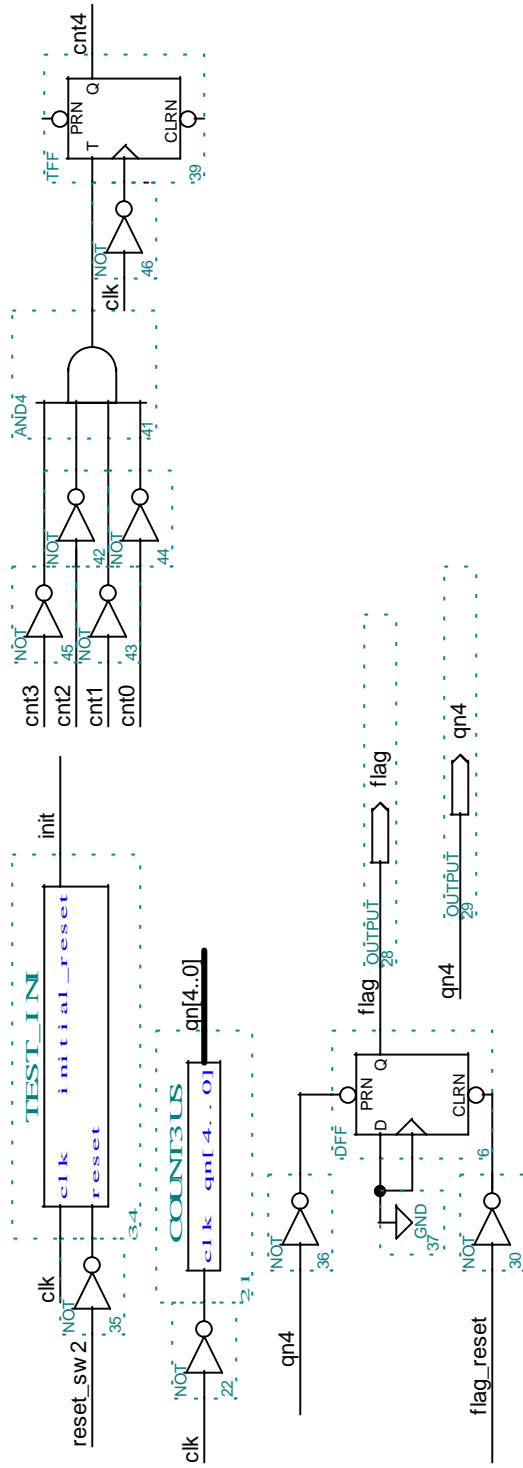 TEST_INI
clk initial_reset
reset
34
clk
init
NOT
35
reset_sw2
COUNT3US
clk qn[4..0]
21
qn[4..0]
NOT
22
clk
qn4
NOT
36
DFF
PRN
D Q
CLRN
6
GND
37
flag_reset
NOT
30
flag
OUTPUT
28
flag
qn4
OUTPUT
29
qn4
cnt3
cnt2
cnt1
cnt0
NOT
45
NOT
42
NOT
43
NOT
44
AND4
41
clk
NOT
46
TFF
PRN
T Q
CLRN
39
cnt4